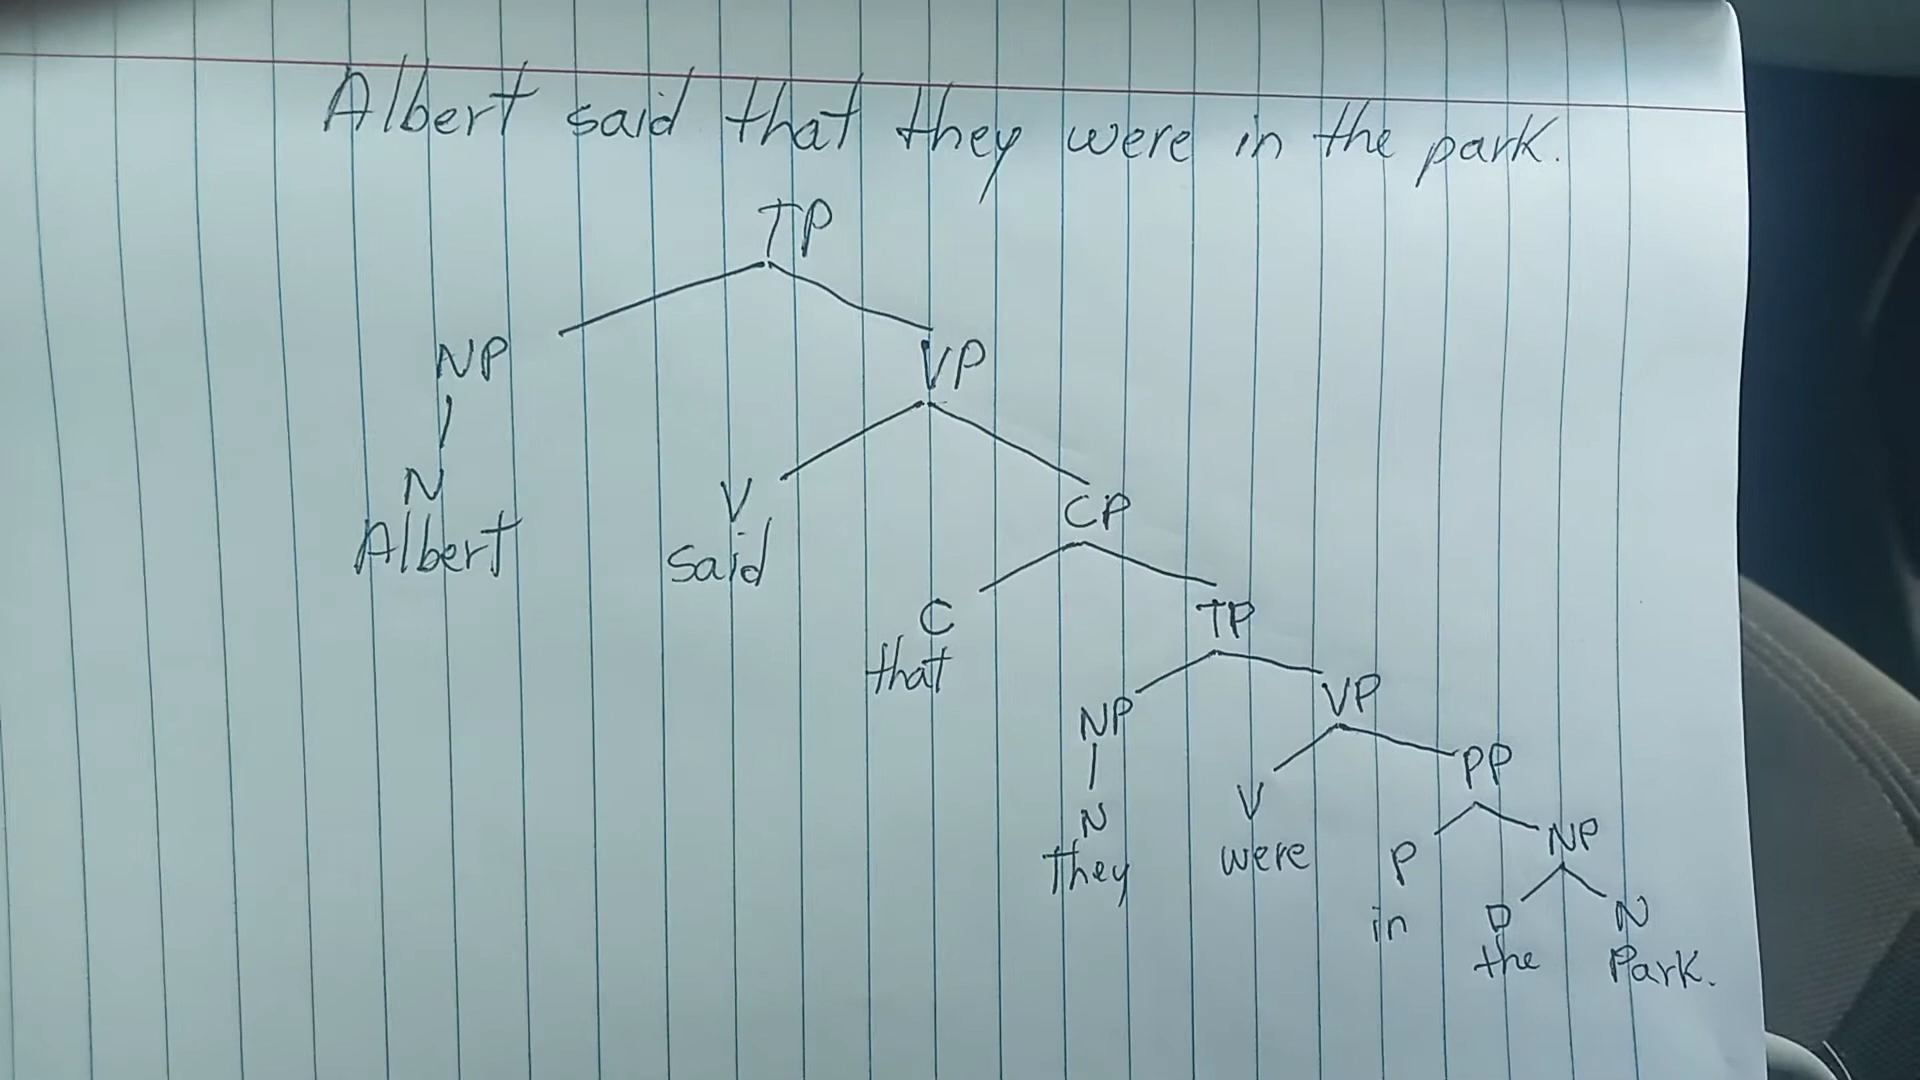 Albert said that they were in the park.
TP
NP VP
N V CP
Albert said
C TP
that
NP VP
N V PP
they were P NP
in D N
the Park.